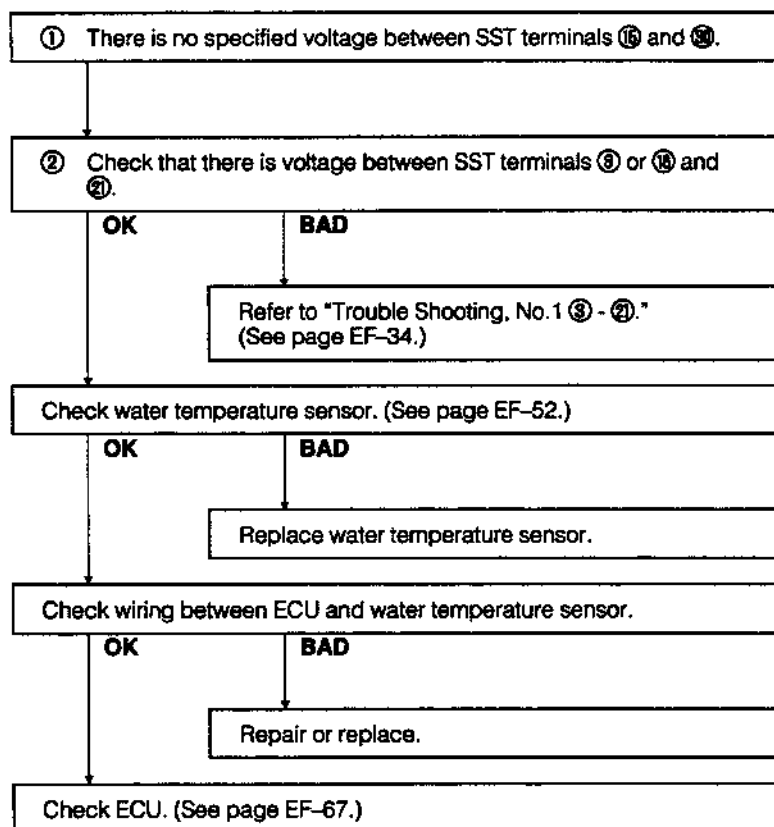 ① There is no specified voltage between SST terminals ⑯ and ㉚.
② Check that there is voltage between SST terminals ③ or ⑱ and
㉑.
OK BAD
Refer to "Trouble Shooting, No.1 ③ - ㉑."
(See page EF–34.)
Check water temperature sensor. (See page EF–52.)
OK BAD
Replace water temperature sensor.
Check wiring between ECU and water temperature sensor.
OK BAD
Repair or replace.
Check ECU. (See page EF–67.)